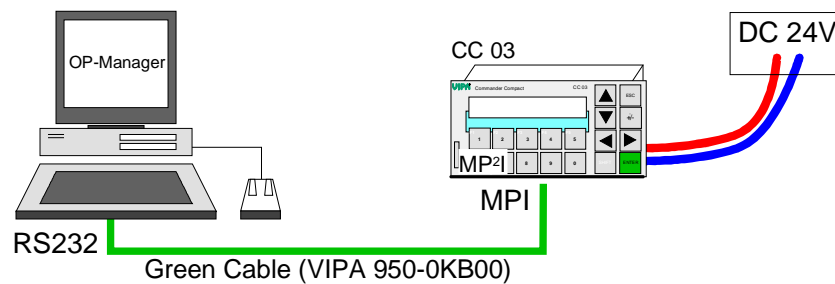 DC 24V
CC 03
OP-Manager
VIPA Commander Compact CC 03
ESC
+/-
1 2 3 4 5
MP²I 8 9 0
ENTER
MPI
RS232
Green Cable (VIPA 950-0KB00)